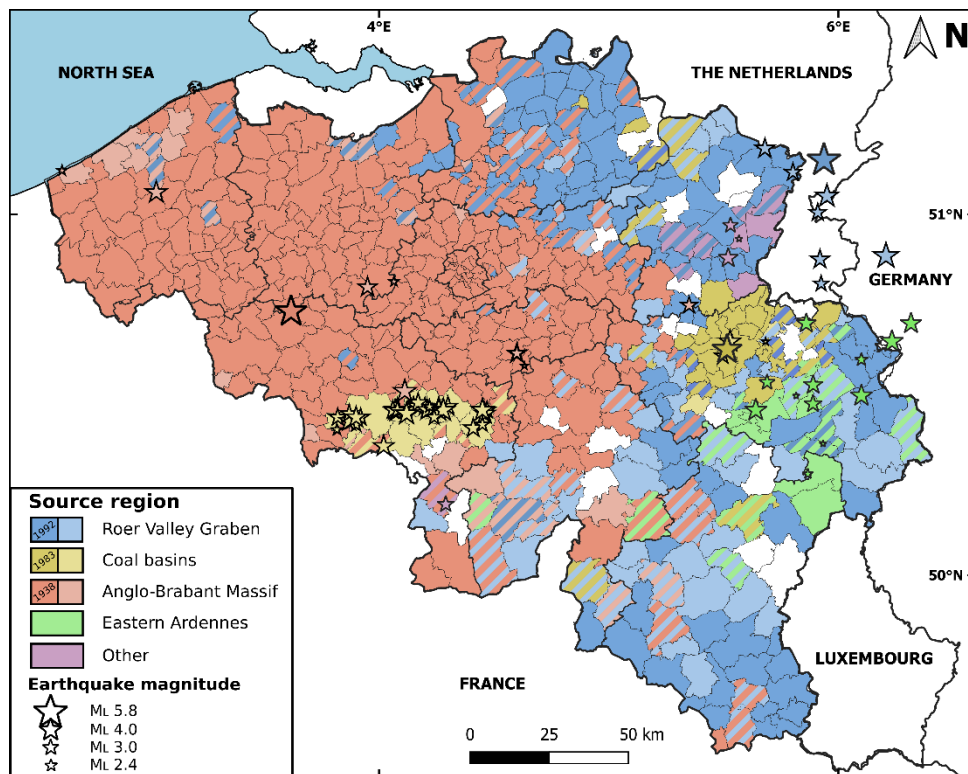 4°E
6°E
N
NORTH SEA
THE NETHERLANDS
51°N
GERMANY
Source region
1992 Roer Valley Graben
1983 Coal basins
1938 Anglo-Brabant Massif
Eastern Ardennes
Other
Earthquake magnitude
ML 5.8
ML 4.0
ML 3.0
ML 2.4
50°N
LUXEMBOURG
FRANCE
0 25 50 km